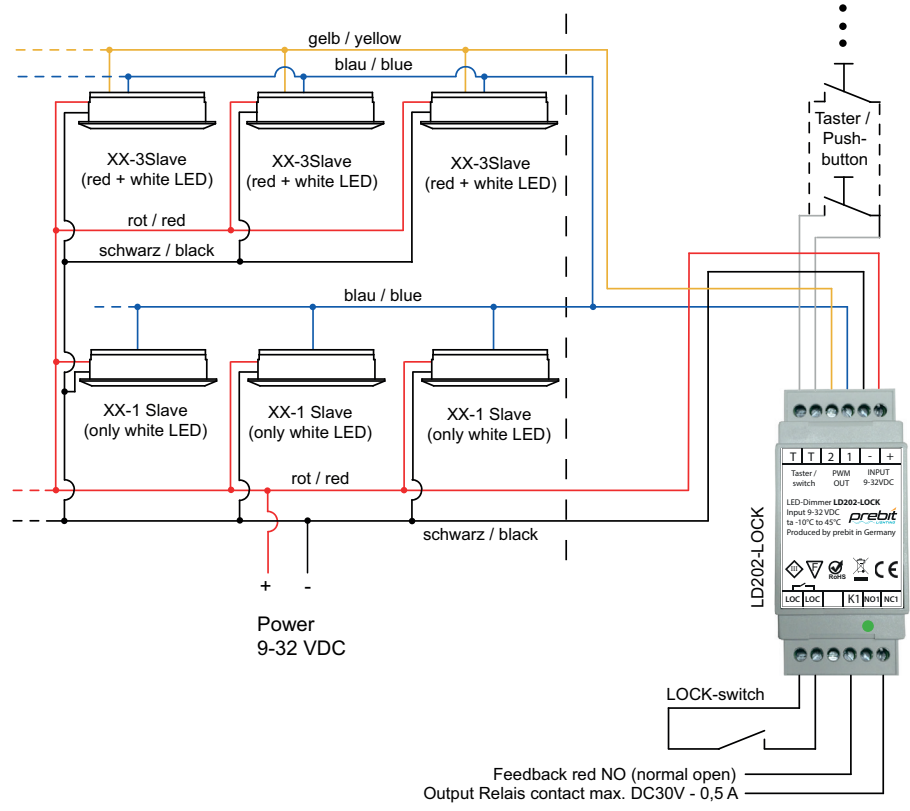 gelb / yellow
blau / blue
XX-3Slave
(red + white LED)
XX-3Slave
(red + white LED)
XX-3Slave
(red + white LED)
Taster /
Push-
button
rot / red
schwarz / black
blau / blue
XX-1 Slave
(only white LED)
XX-1 Slave
(only white LED)
XX-1 Slave
(only white LED)
rot / red
schwarz / black
+ -
Power
9-32 VDC
LD202-LOCK
T T 2 1 - +
Taster / switch
PWM OUT
INPUT 9-32VDC
LED-Dimmer LD202-LOCK
Input 9-32 VDC
ta -10°C to 45°C
prebit
LIGHTING
Produced by prebit in Germany
III F RoHS CE
LOC LOC K1 NO1 NC1
LOCK-switch
Feedback red NO (normal open)
Output Relais contact max. DC30V - 0,5 A